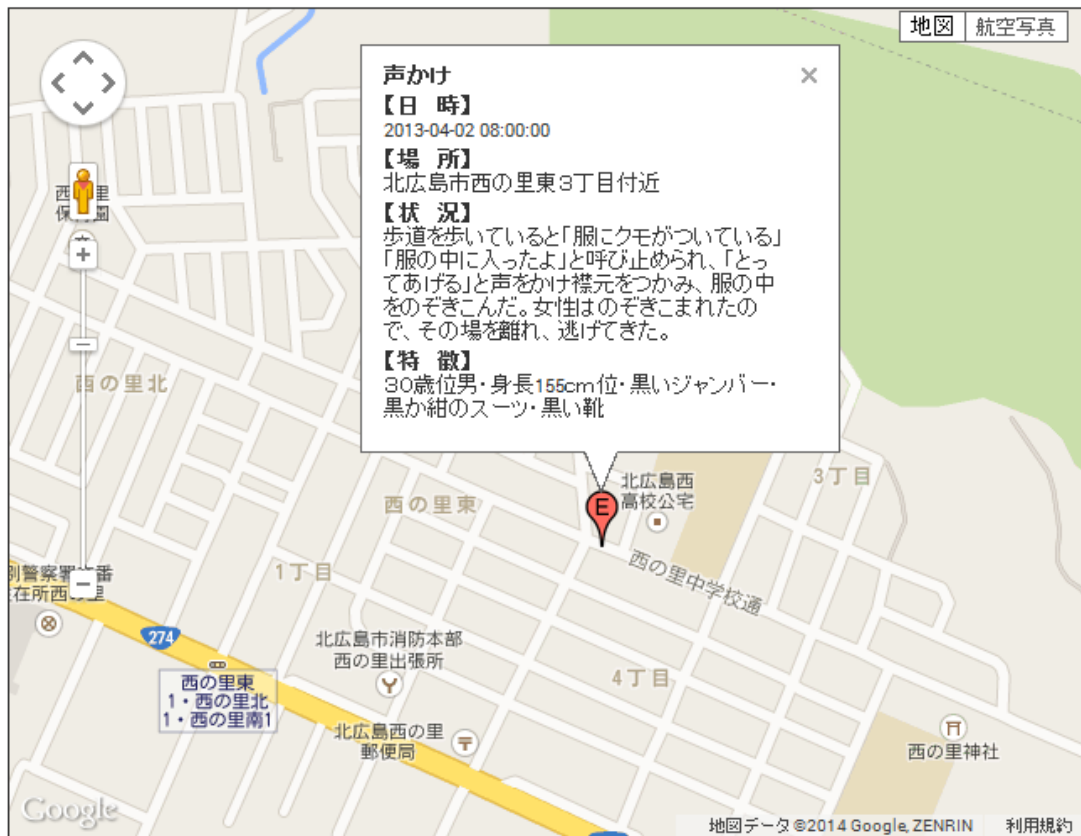 地図
航空写真
声かけ
【日　時】
2013-04-02 08:00:00
【場　所】
北広島市西の里東3丁目付近
【状　況】
歩道を歩いていると「服にクモがついている」
「服の中に入ったよ」と呼び止められ、「とっ
てあげる」と声をかけ襟元をつかみ、服の中
をのぞきこんだ。女性はのぞきこまれたの
で、その場を離れ、逃げてきた。
【特　徴】
30歳位男・身長155cm位・黒いジャンパー・
黒か紺のスーツ・黒い靴
西の里北
西の里東
北広島西
高校公宅
E
3丁目
西の里中学校通
1丁目
274
北広島市消防本部
西の里出張所
西の里東
1・西の里北
1・西の里南1
4丁目
北広島西の里
郵便局
西の里神社
Google
地図データ ©2014 Google, ZENRIN
利用規約